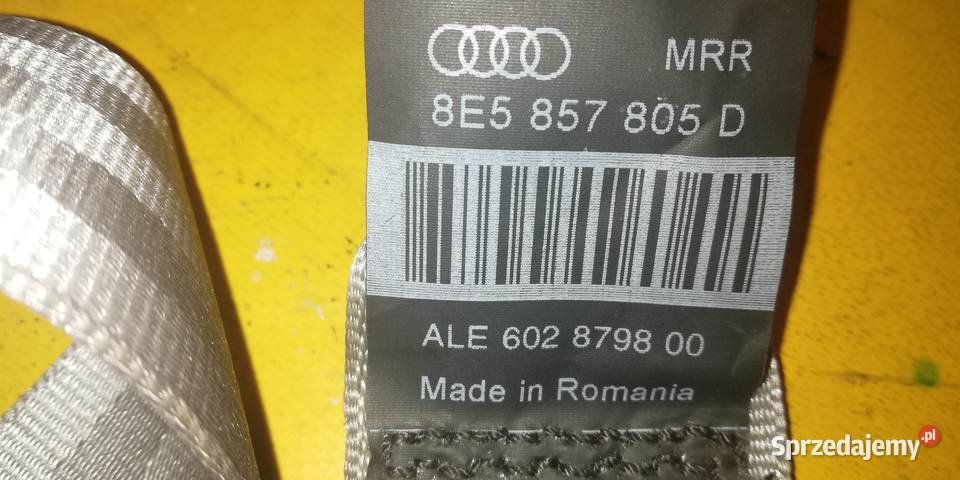 MRR
8E5 857 805 D
ALE 602 8798 00
Made in Romania
Sprzedajemy.pl